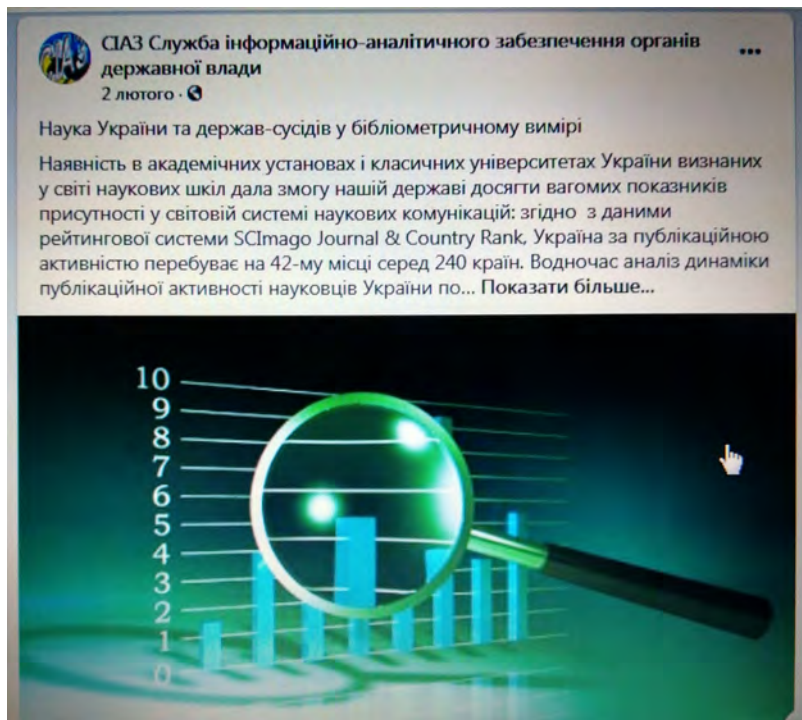 СІАЗ Служба інформаційно-аналітичного забезпечення органів
державної влади
2 лютого ·
Наука України та держав-сусідів у бібліометричному вимірі
Наявність в академічних установах і класичних університетах України визнаних
у світі наукових шкіл дала змогу нашій державі досягти вагомих показників
присутності у світовій системі наукових комунікацій: згідно з даними
рейтингової системи SCImago Journal & Country Rank, Україна за публікаційною
активністю перебуває на 42-му місці серед 240 країн. Водночас аналіз динаміки
публікаційної активності науковців України по... Показати більше...
10
9
8
7
6
5
4
3
2
1
0